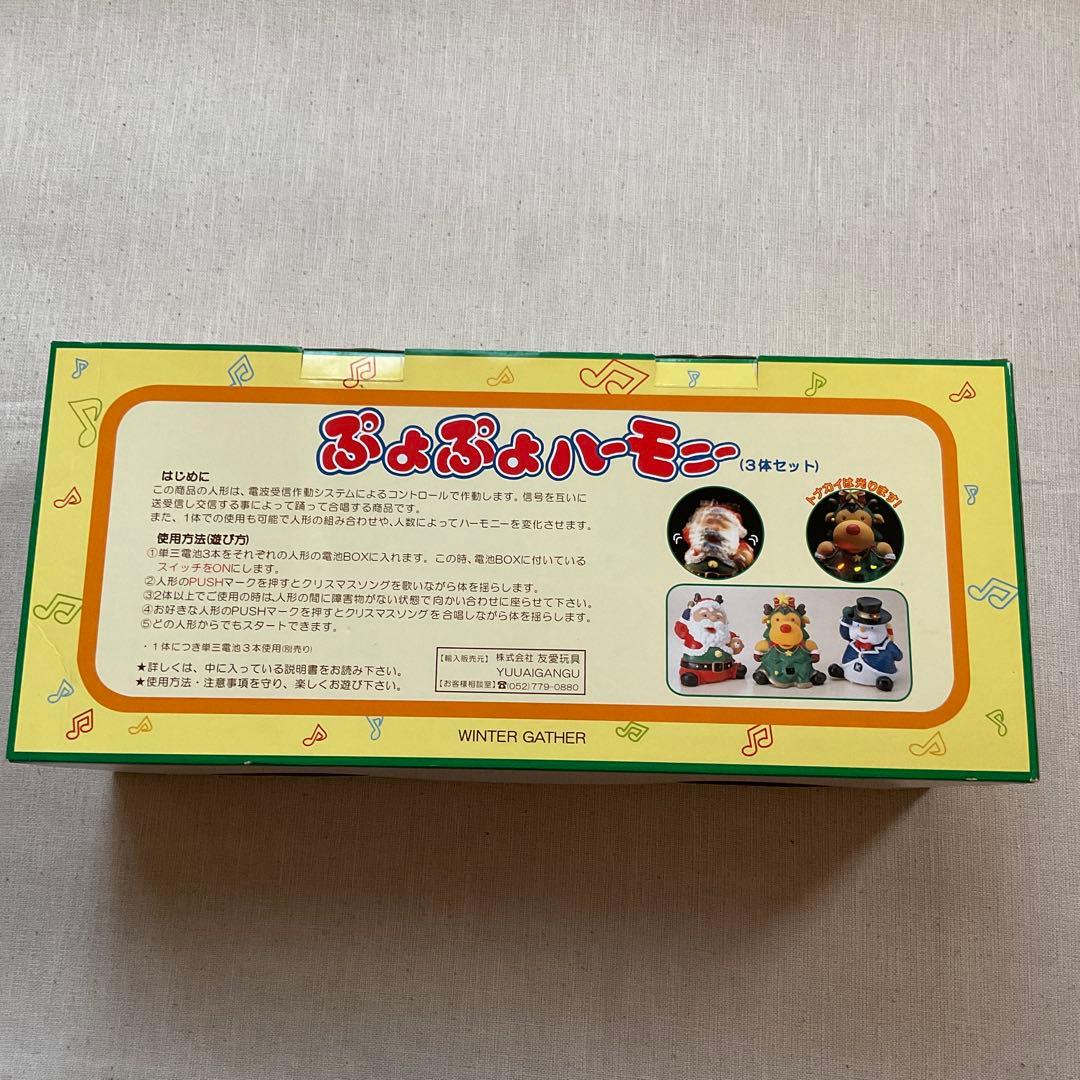 ぷよぷよハーモニー(3体セット)
はじめに
この商品の人形は、電波受信作動システムによるコントロールで作動します。信号を互いに
送受信し交信する事によって踊って合唱する商品です。
また、1体での使用も可能で人形の組み合わせや、人数によってハーモニーを変化させます。
使用方法(遊び方)
①単三電池3本をそれぞれの人形の電池BOXに入れます。この時、電池BOXに付いている
スイッチをONにします。
②人形のPUSHマークを押すとクリスマスソングを歌いながら体を揺らします。
③2体以上でご使用の時は人形の間に障害物がない状態で向かい合わせに座らせて下さい。
④お好きな人形のPUSHマークを押すとクリスマスソングを合唱しながら体を揺らします。
⑤どの人形からでもスタートできます。
・1体につき単三電池3本使用(別売り)
★詳しくは、中に入っている説明書をお読み下さい。
★使用方法・注意事項を守り、楽しくお遊び下さい。
【輸入販売元】 株式会社 友愛玩具
YUUAIGANGU
【お客様相談室】☎(052)779-0880
トナカイは光ります!
WINTER GATHER